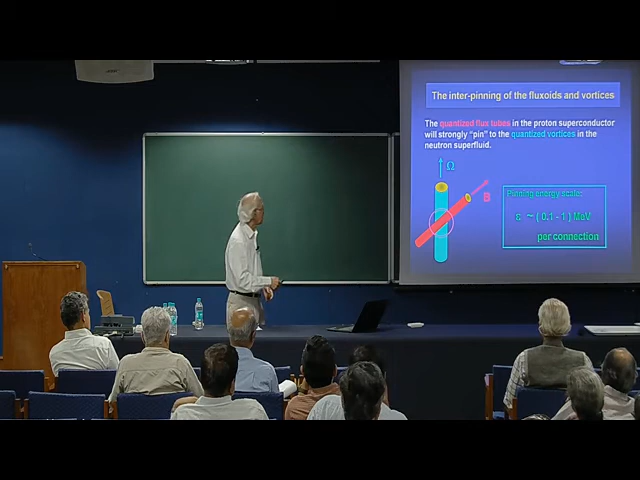 The inter-pinning of the fluxoids and vortices
The quantized flux tubes in the proton superconductor
will strongly "pin" to the quantized vortices in the
neutron superfluid.
Ω
B
Pinning energy scale:
ε ~ ( 0.1 - 1 ) MeV
per connection